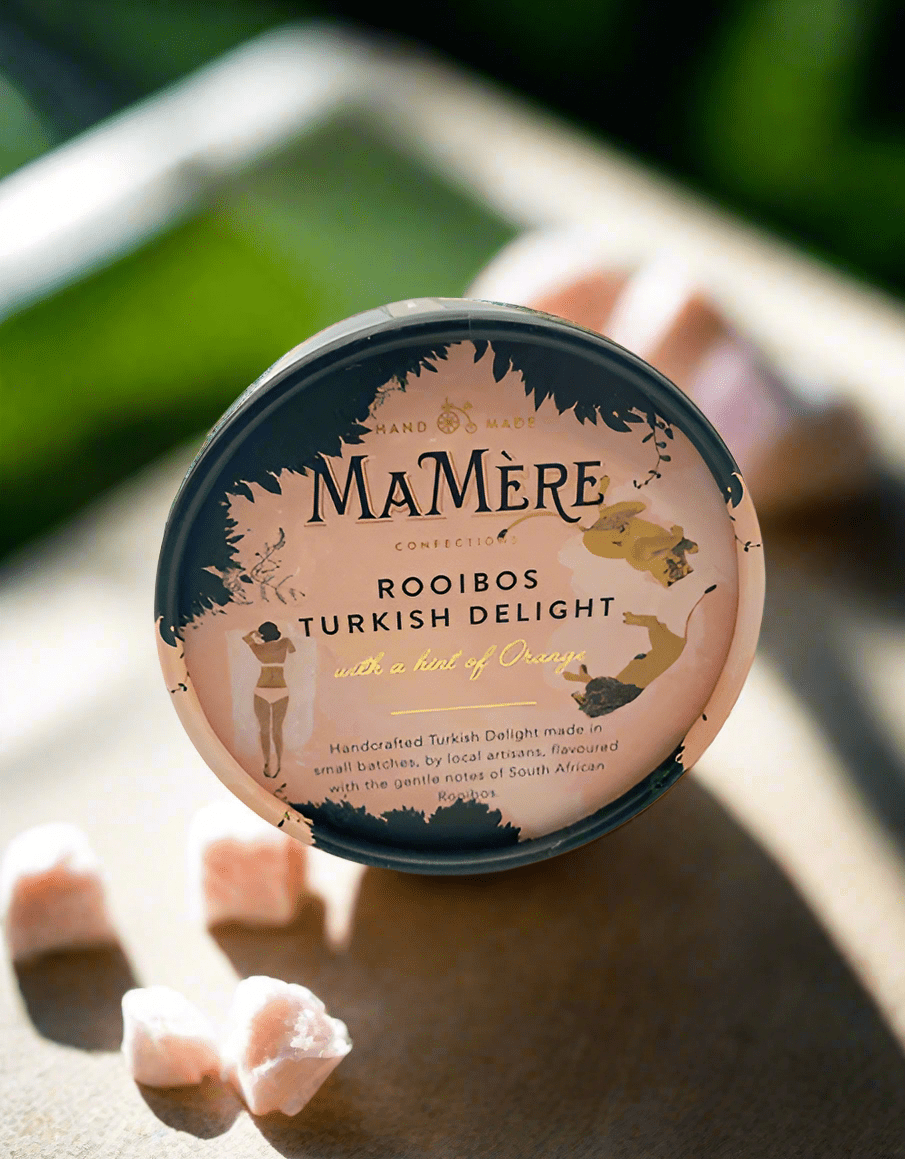 HAND MADE
MAMÈRE
CONFECTIONS
ROOIBOS
TURKISH DELIGHT
with a hint of Orange
Handcrafted Turkish Delight made in
small batches, by local artisans, flavoured
with the gentle notes of South African
Rooibos.